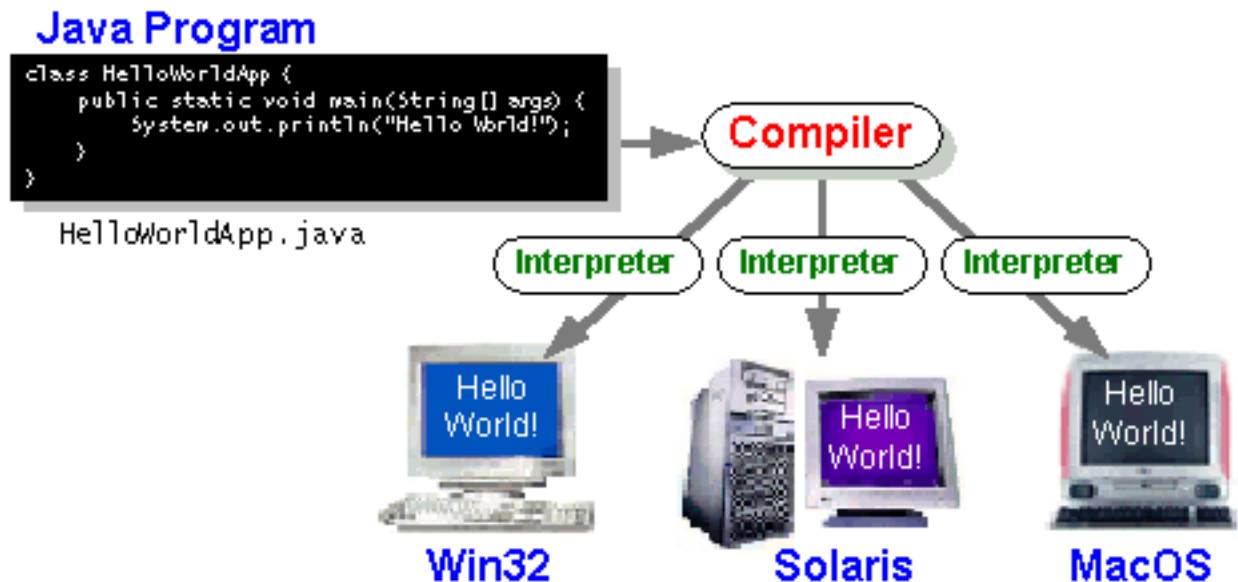 Java Program
class HelloWorldApp {
public static void main(String[] args) {
System.out.println("Hello World!");
}
}
HelloWorldApp.java
Compiler
Interpreter
Interpreter
Interpreter
Hello
World!
Hello
World!
Hello
World!
Win32
Solaris
MacOS